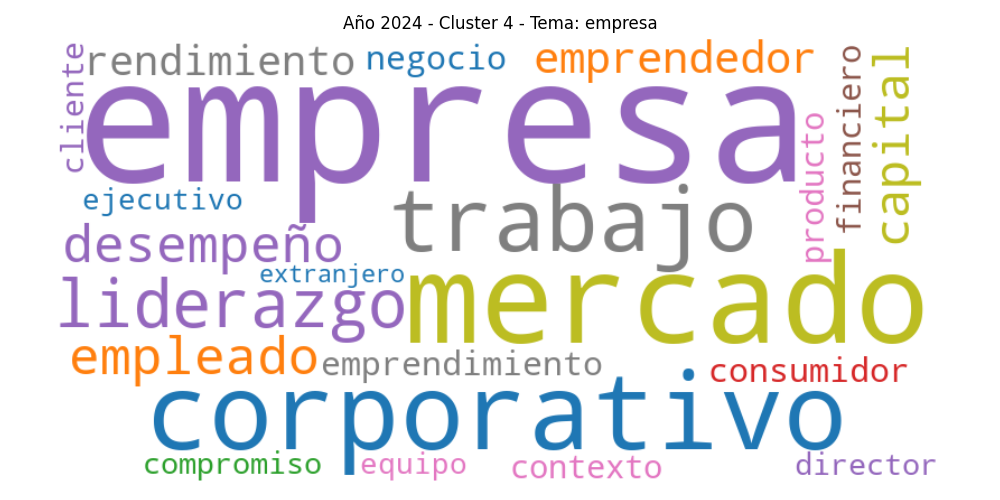 Año 2024 - Cluster 4 - Tema: empresa
cliente
rendimiento
negocio
emprendedor
financiero
capital
empresa
producto
ejecutivo
trabajo
desempeño
extranjero
liderazgo
mercado
empleado
emprendimiento
consumidor
corporativo
compromiso
equipo
contexto
director